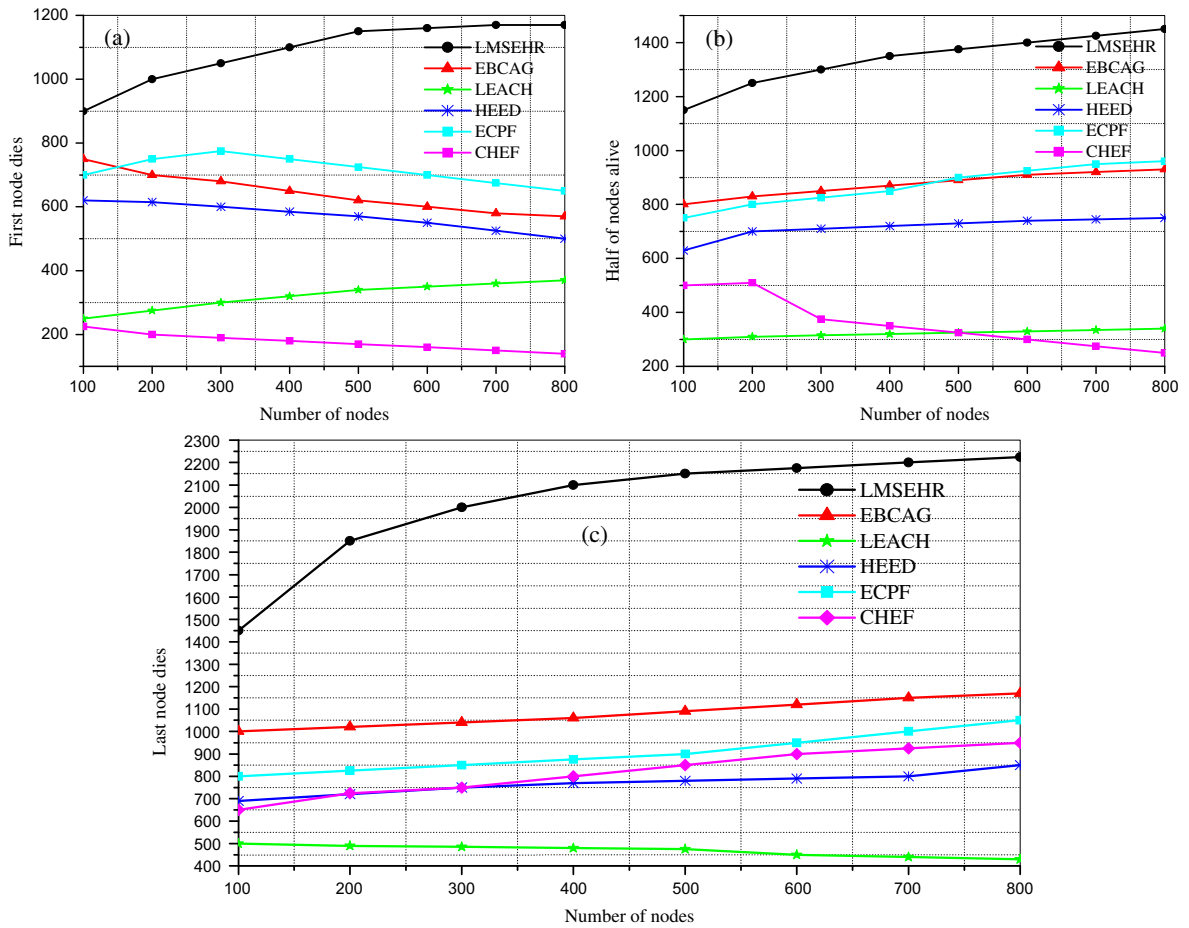 (a)
First node dies
1200
1000
800
600
400
200
LMSEHR
EBCAG
LEACH
HEED
ECPF
CHEF
100 200 300 400 500 600 700 800
Number of nodes
(b)
Half of nodes alive
1400
1200
1000
800
600
400
200
LMSEHR
EBCAG
LEACH
HEED
ECPF
CHEF
100 200 300 400 500 600 700 800
Number of nodes
(c)
Last node dies
2300
2200
2100
2000
1900
1800
1700
1600
1500
1400
1300
1200
1100
1000
900
800
700
600
500
400
LMSEHR
EBCAG
LEACH
HEED
ECPF
CHEF
100 200 300 400 500 600 700 800
Number of nodes